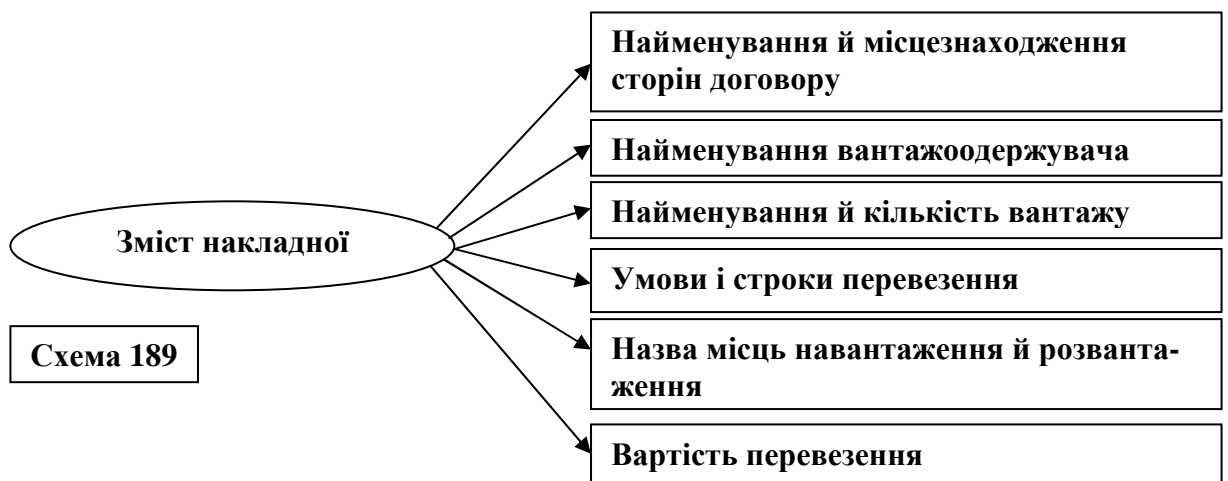 Найменування й місцезнаходження
сторін договору
Найменування вантажоодержувача
Найменування й кількість вантажу
Зміст накладної
Умови і строки перевезення
Схема 189
Назва місць навантаження й розванта-
ження
Вартість перевезення